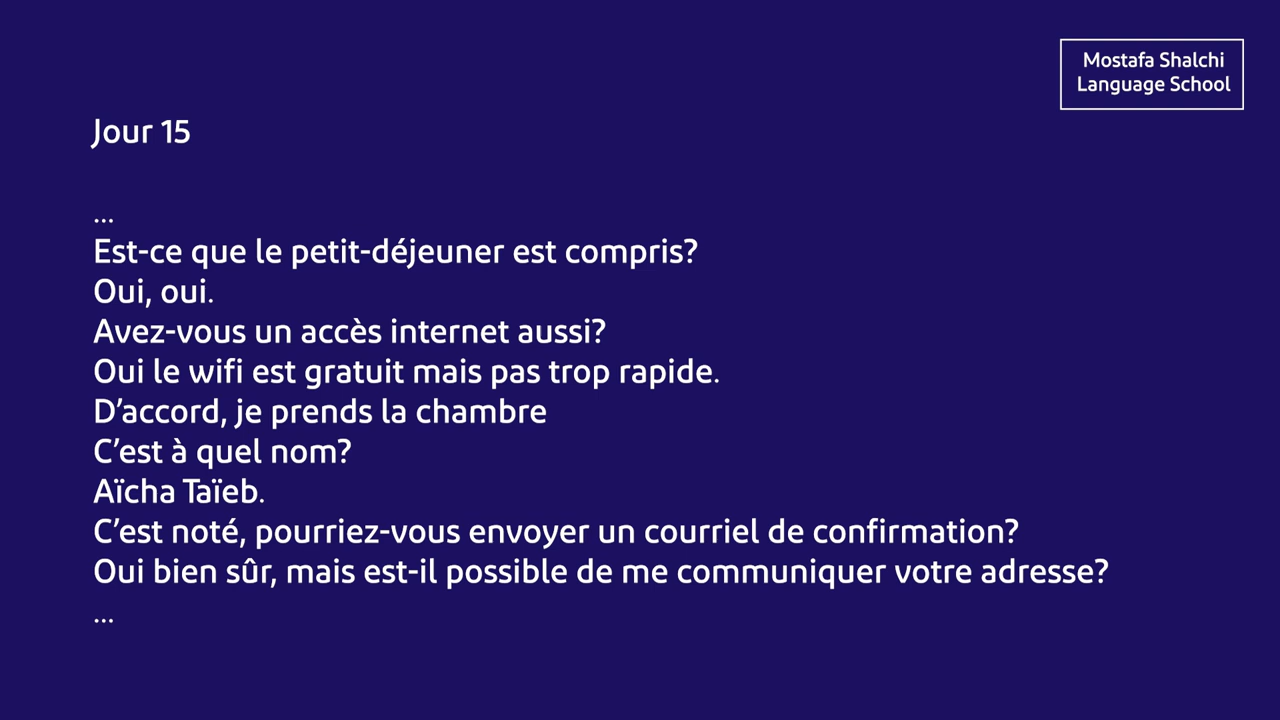 Mostafa Shalchi
Language School
Jour 15
...
Est-ce que le petit-déjeuner est compris?
Oui, oui.
Avez-vous un accès internet aussi?
Oui le wifi est gratuit mais pas trop rapide.
D’accord, je prends la chambre
C’est à quel nom?
Aïcha Taïeb.
C’est noté, pourriez-vous envoyer un courriel de confirmation?
Oui bien sûr, mais est-il possible de me communiquer votre adresse?
...